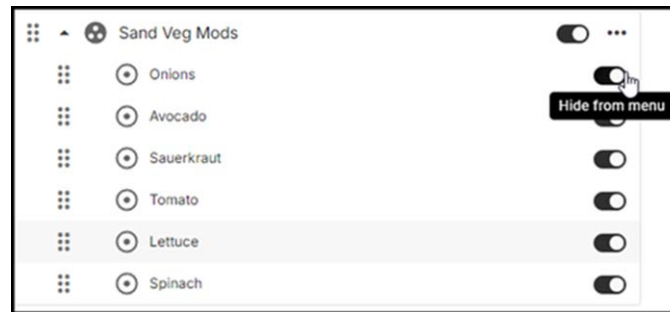 Sand Veg Mods
Onions
Hide from menu
Avocado
Sauerkraut
Tomato
Lettuce
Spinach